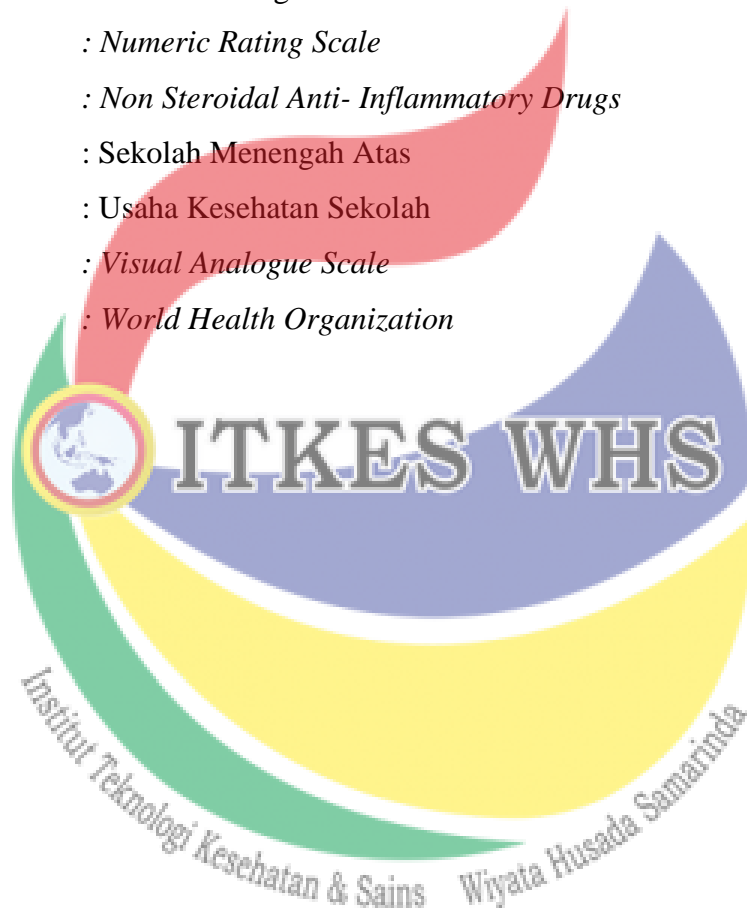 : Numeric Rating Scale
: Non Steroidal Anti- Inflammatory Drugs
: Sekolah Menengah Atas
: Usaha Kesehatan Sekolah
: Visual Analogue Scale
: World Health Organization
ITKES WHS
Institut Teknologi Kesehatan & Sains Wiyata Husada Samarinda